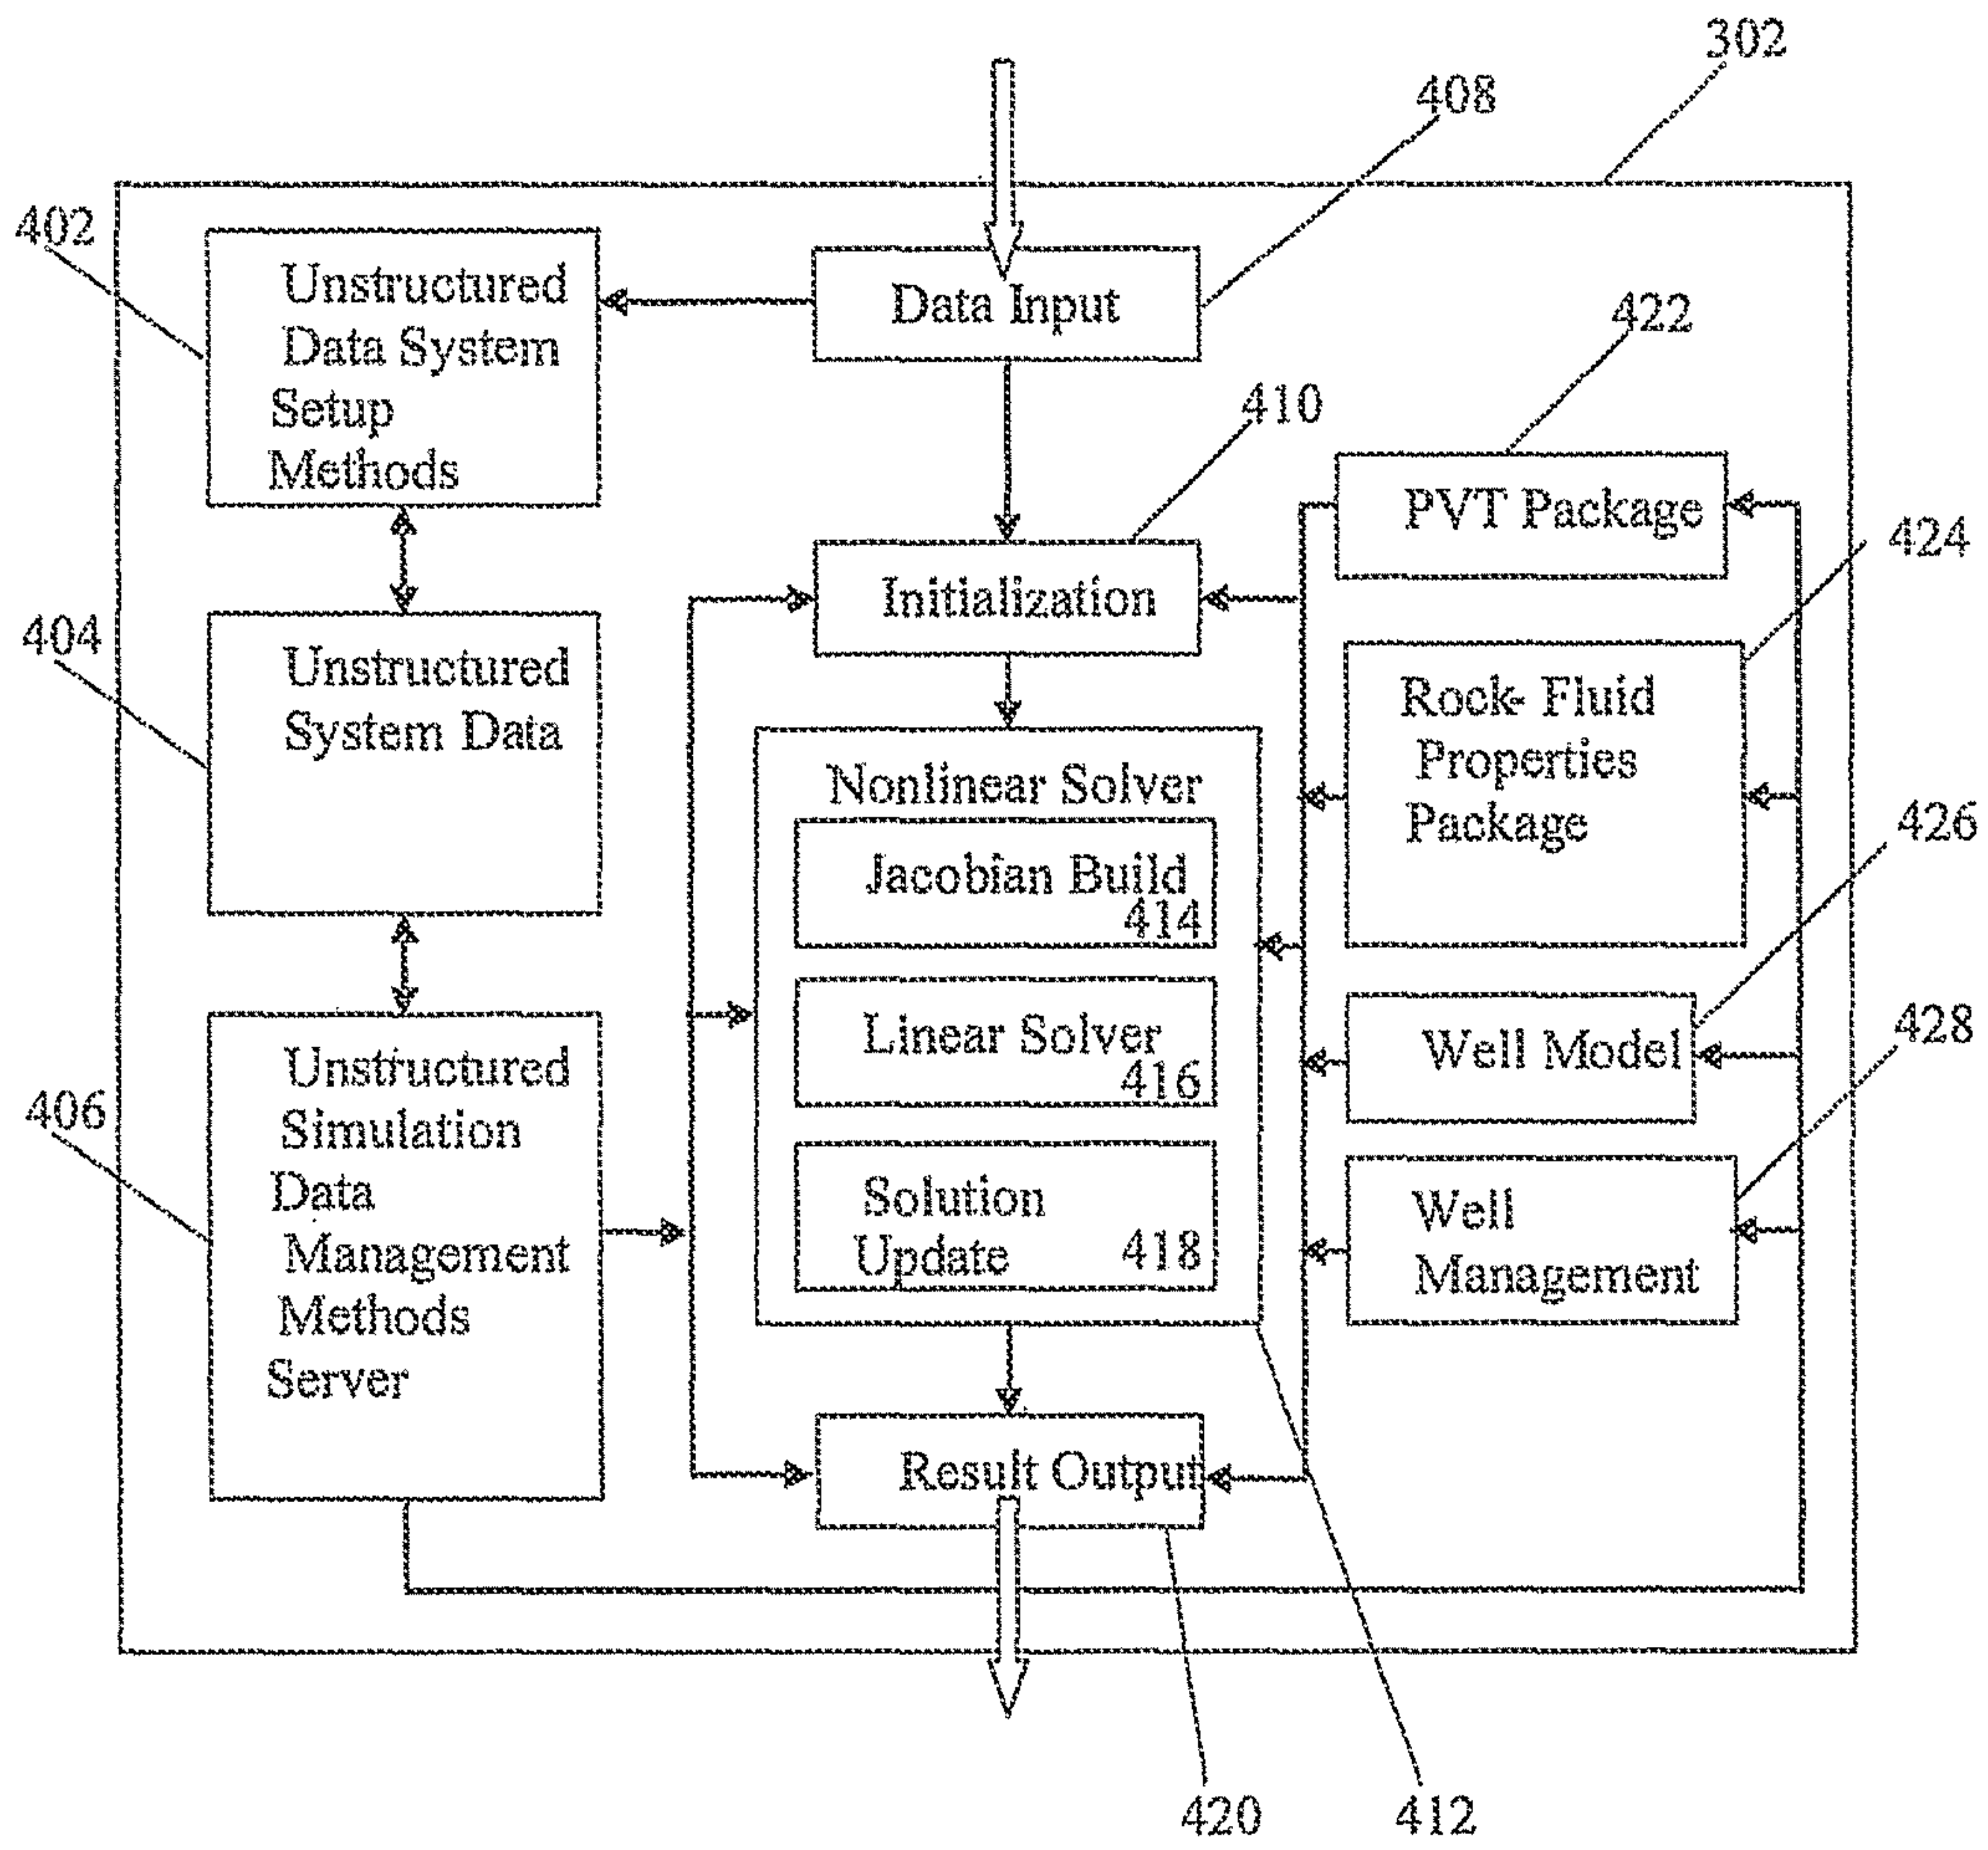 302
408
402
Unstructured
Data System
Setup
Methods
Data Input
422
410
PVT Package
424
Initialization
404
Unstructured
System Data
Rock- Fluid
Properties
Package
Nonlinear Solver
Jacobian Build
414
426
Linear Solver
416
Well Model
428
406
Unstructured
Simulation
Data
Management
Methods
Server
Solution
Update 418
Well
Management
Result Output
420
412